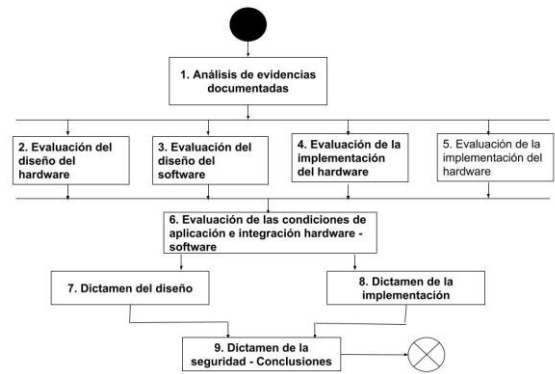 1. Análisis de evidencias
documentadas
2. Evaluación del
diseño del
hardware
3. Evaluación del
diseño del
software
4. Evaluación de la
implementación
del hardware
5. Evaluación de la
implementación del
hardware
6. Evaluación de las condiciones de
aplicación e integración hardware -
software
7. Dictamen del diseño
8. Dictamen de la
implementación
9. Dictamen de la
seguridad - Conclusiones